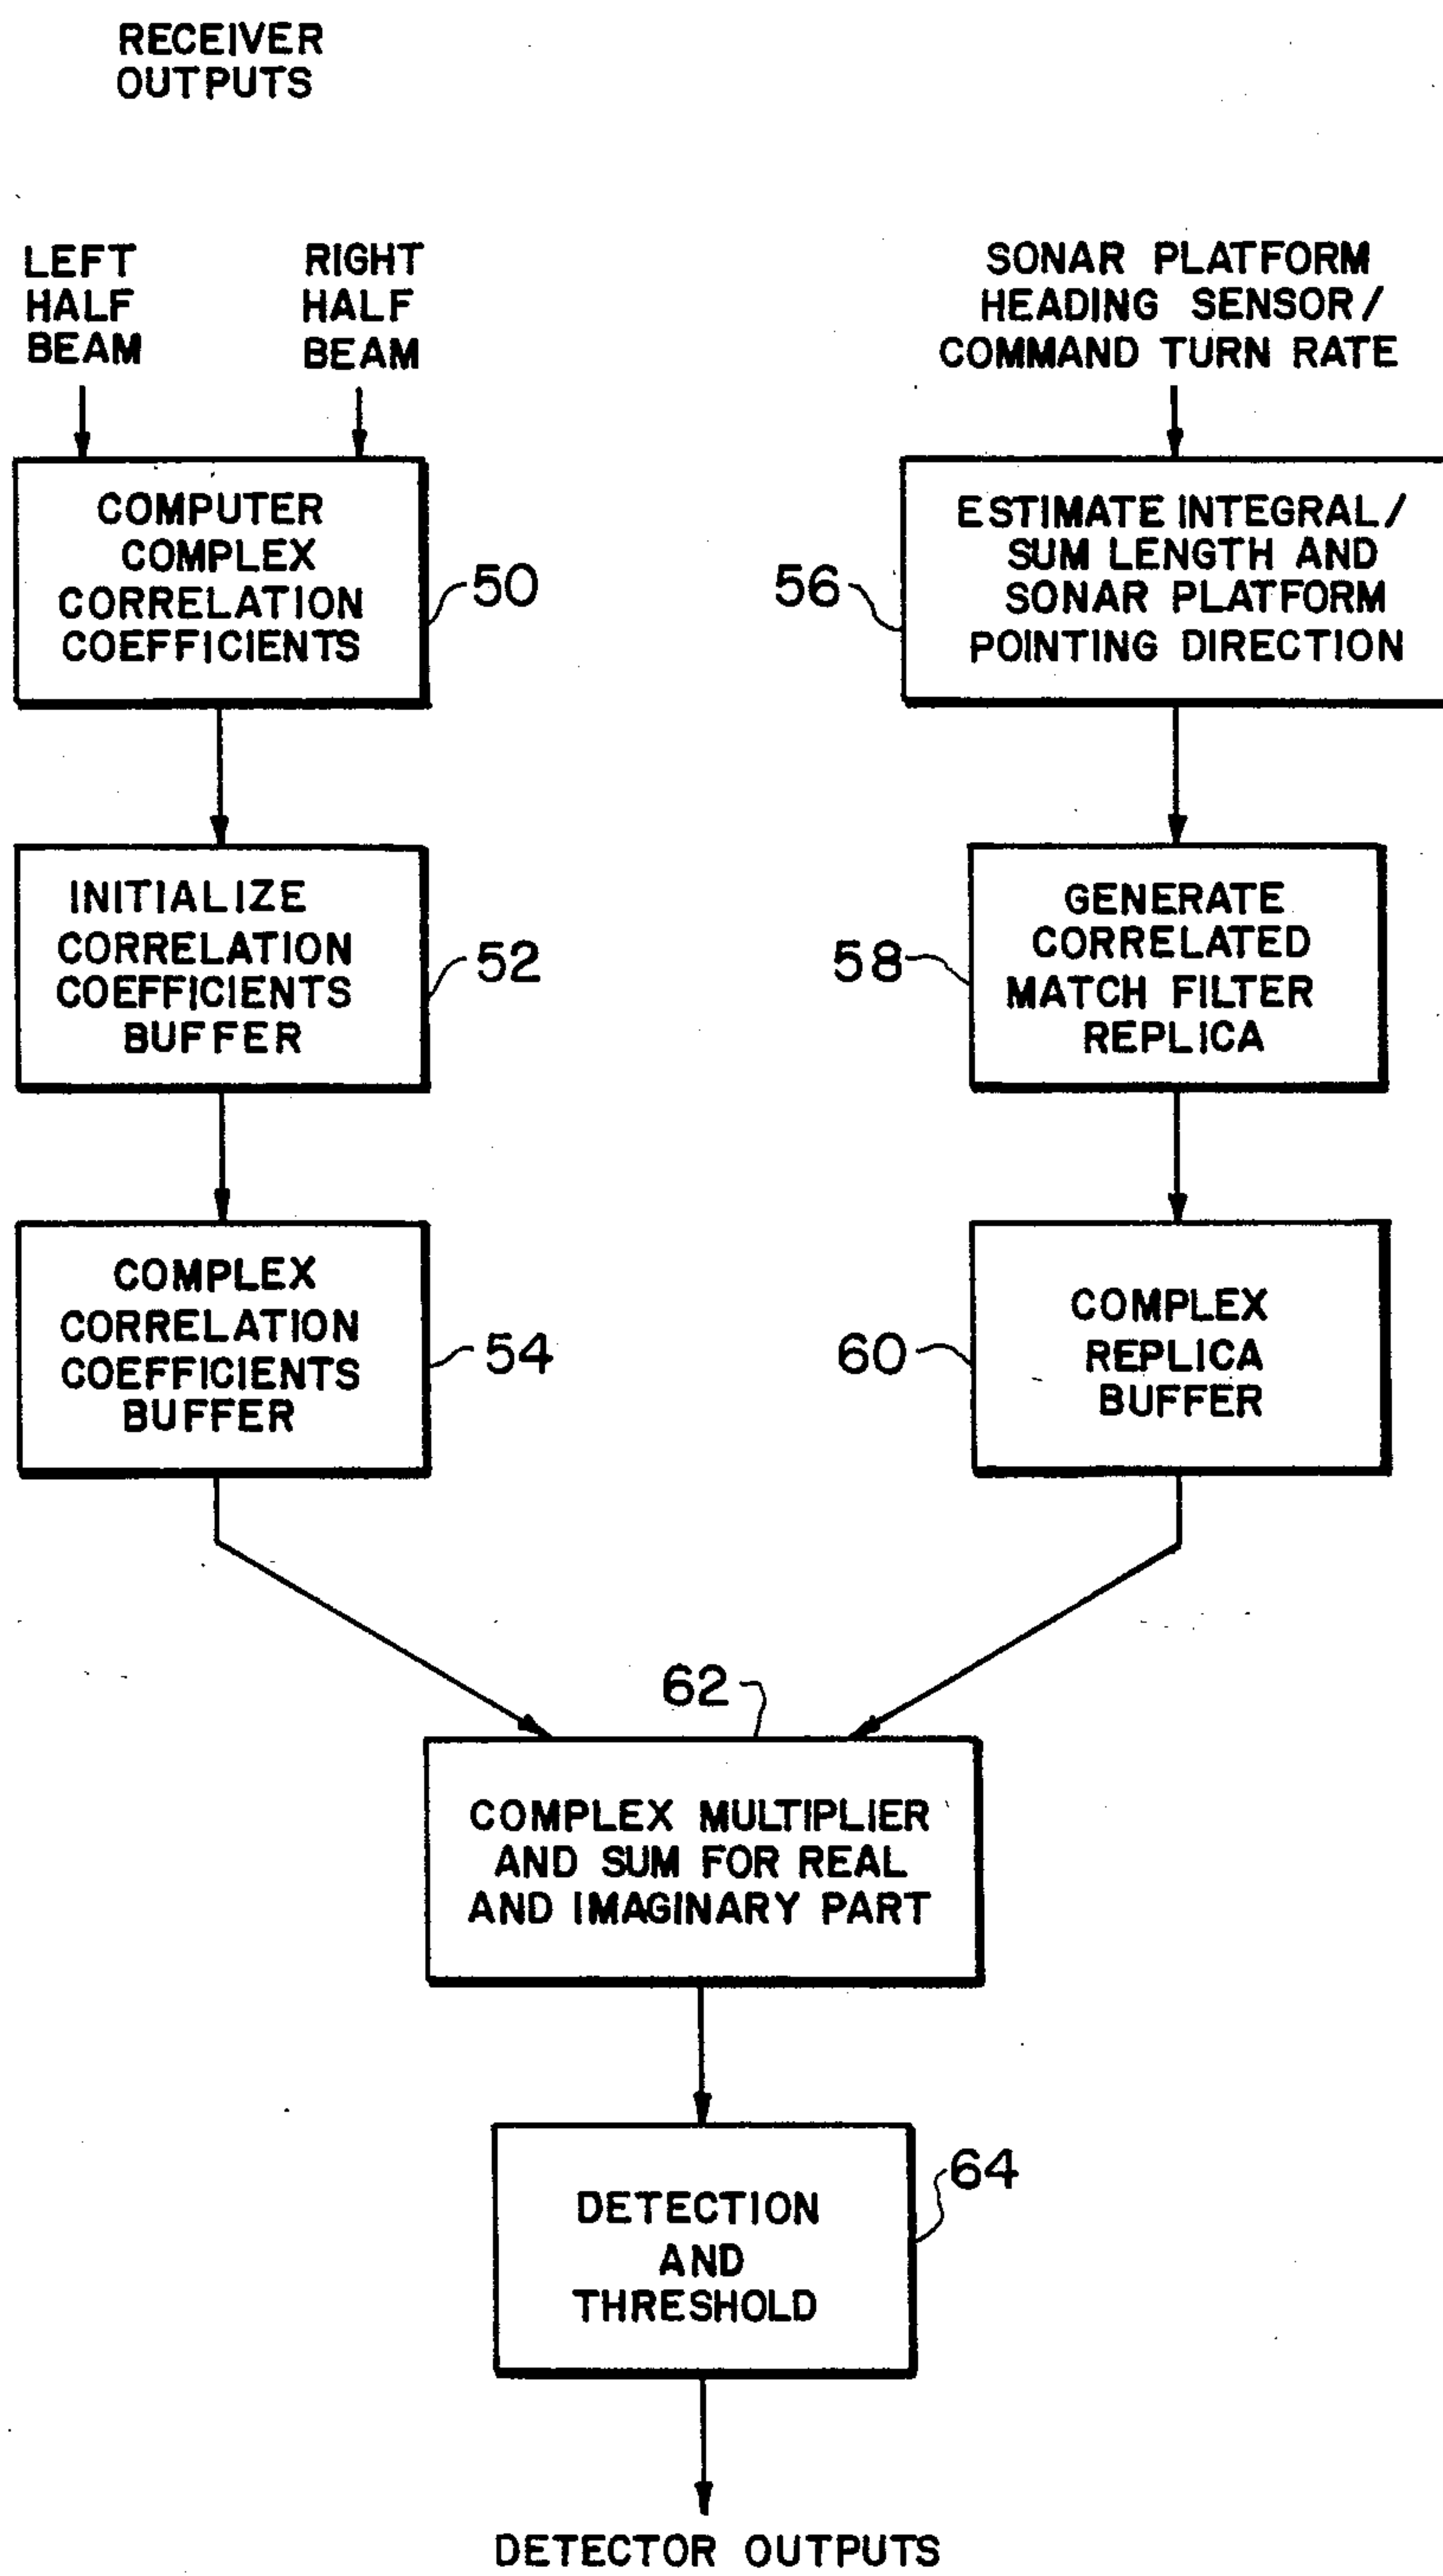 RECEIVER
OUTPUTS
LEFT
HALF
BEAM
RIGHT
HALF
BEAM
SONAR PLATFORM
HEADING SENSOR/
COMMAND TURN RATE
COMPUTER
COMPLEX
CORRELATION
COEFFICIENTS
50
56
ESTIMATE INTEGRAL/
SUM LENGTH AND
SONAR PLATFORM
POINTING DIRECTION
INITIALIZE
CORRELATION
COEFFICIENTS
BUFFER
52
58
GENERATE
CORRELATED
MATCH FILTER
REPLICA
COMPLEX
CORRELATION
COEFFICIENTS
BUFFER
54
60
COMPLEX
REPLICA
BUFFER
62
COMPLEX MULTIPLIER
AND SUM FOR REAL
AND IMAGINARY PART
64
DETECTION
AND
THRESHOLD
DETECTOR OUTPUTS